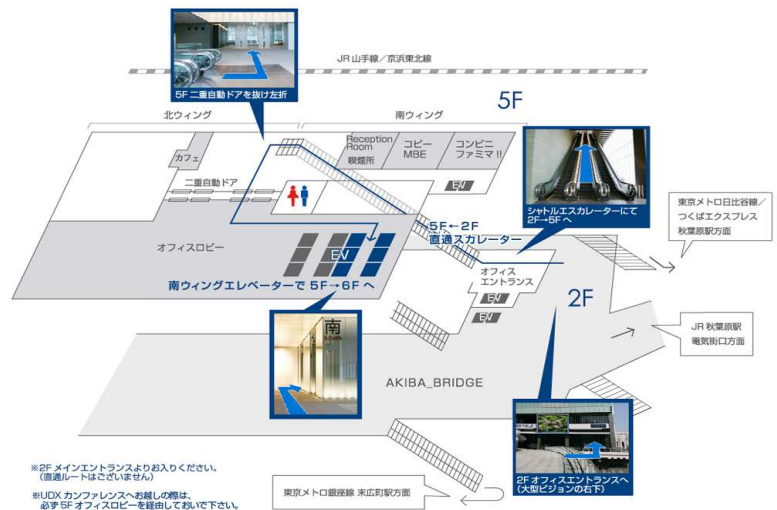 JR 山手線／京浜東北線
5F
5F 二重自動ドアを抜け左折
北ウィング
南ウィング
Reception
Room
喫煙所
コピー
MBE
コンビニ
ファミマ!!
カフェ
EV
二重自動ドア
シャトルエスカレーターにて
2F→5F へ
東京メトロ日比谷線／
つくばエクスプレス
秋葉原駅方面
5F←2F
直通スカレーター
オフィスロビー
EV
オフィス
エントランス
南ウィングエレベーターで 5F→6F へ
EV
EV
2F
南
SOUTH
JR 秋葉原駅
電気街口方面
AKIBA_BRIDGE
2F オフィスエントランスへ
(大型ビジョンの右下)
※2F メインエントランスよりお入りください。
(直通ルートはございません)
※UDX カンファレンスへお越しの際は、
必ず 5F オフィスロビーを経由しておいで下さい。
東京メトロ銀座線 末広町駅方面